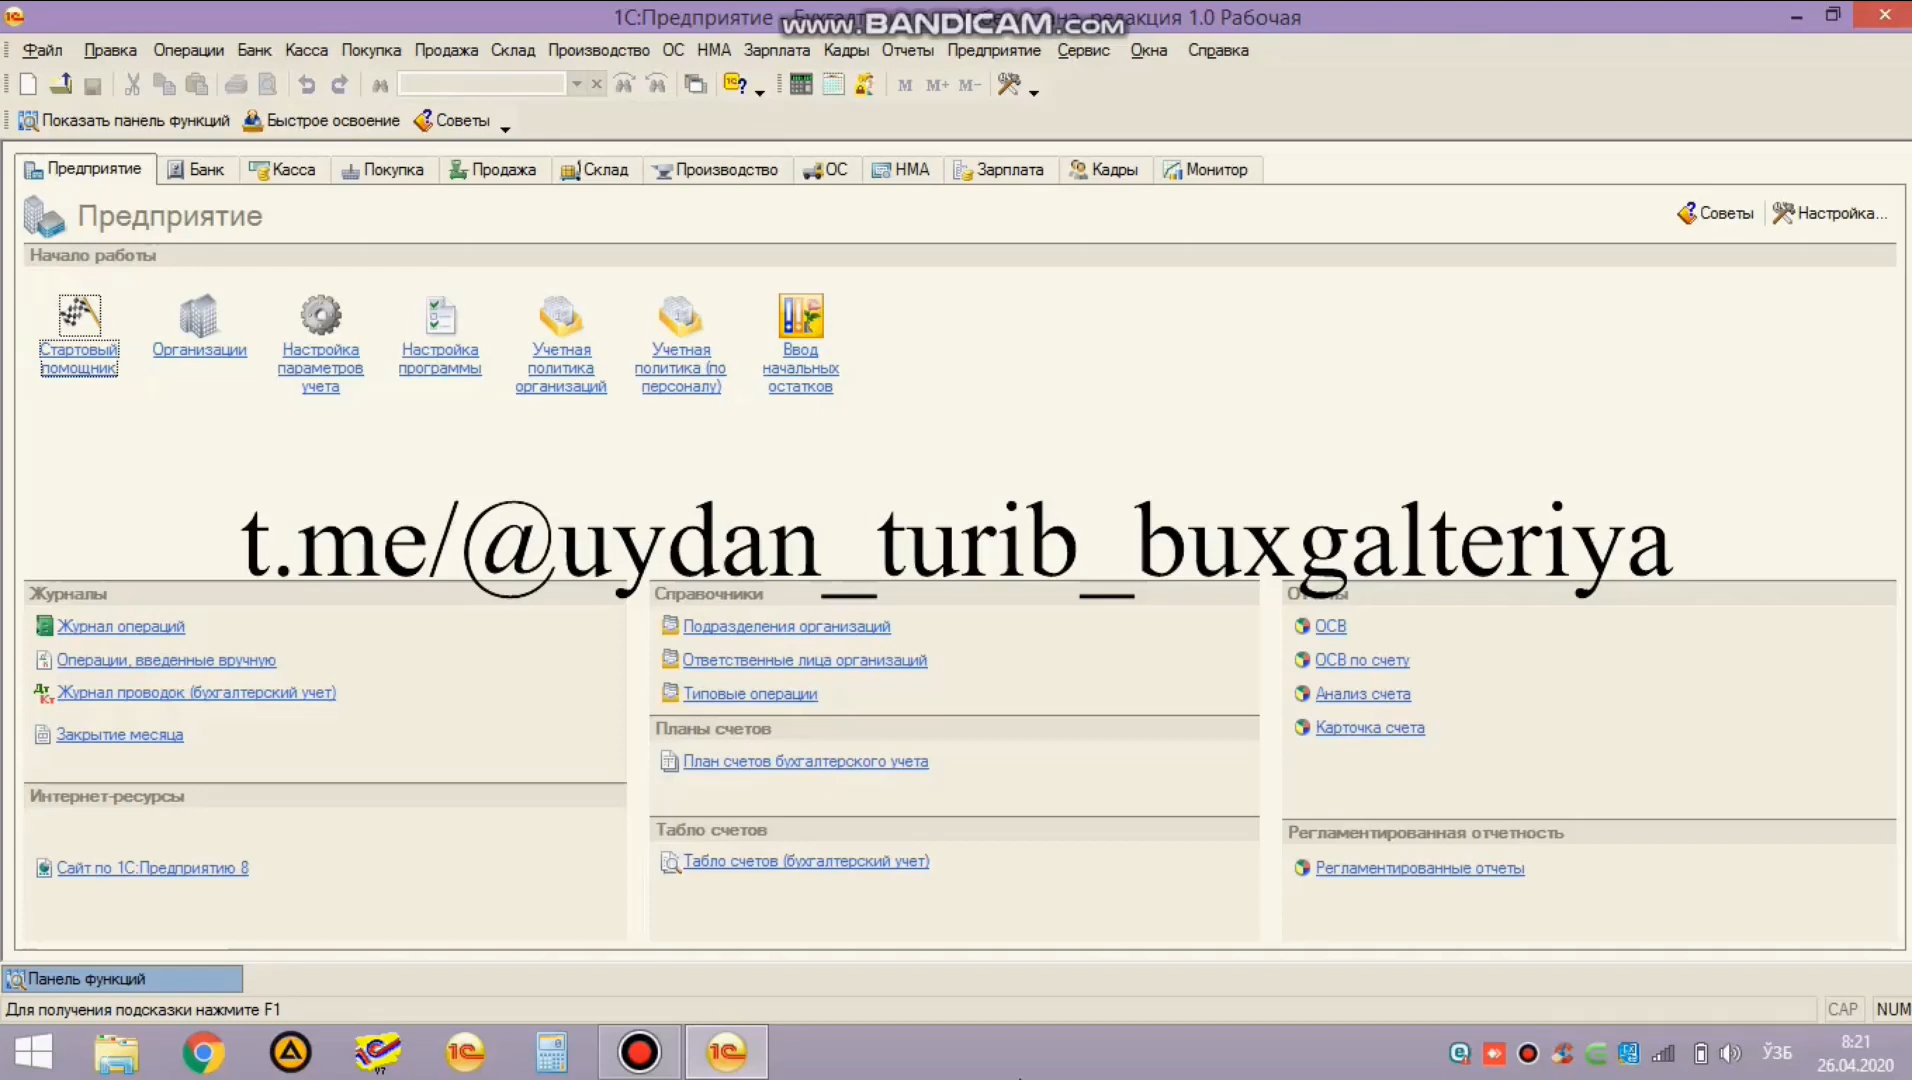 1С:Предприятие - Бухгалт редакция 1.0 Рабочая
www.BANDICAM.com
Файл Правка Операции Банк Касса Покупка Продажа Склад Производство ОС НМА Зарплата Кадры Отчеты Предприятие Сервис Окна Справка
M M+ M-
Показать панель функций Быстрое освоение Советы
Предприятие Банк Касса Покупка Продажа Склад Производство ОС НМА Зарплата Кадры Монитор
Предприятие
Советы Настройка...
Начало работы
Стартовый помощник
Организации
Настройка параметров учета
Настройка программы
Учетная политика организаций
Учетная политика (по персоналу)
Ввод начальных остатков
t.me/@uydan_turib_buxgalteriya
Журналы
Журнал операций
Операции, введенные вручную
Журнал проводок (бухгалтерский учет)
Закрытие месяца
Интернет-ресурсы
Сайт по 1С:Предприятию 8
Справочники
Подразделения организаций
Ответственные лица организаций
Типовые операции
Планы счетов
План счетов бухгалтерского учета
Табло счетов
Табло счетов (бухгалтерский учет)
ОСВ
ОСВ по счету
Анализ счета
Карточка счета
Регламентированная отчетность
Регламентированные отчеты
Панель функций
Для получения подсказки нажмите F1
CAP NUM
ЎЗБ
8:21
26.04.2020